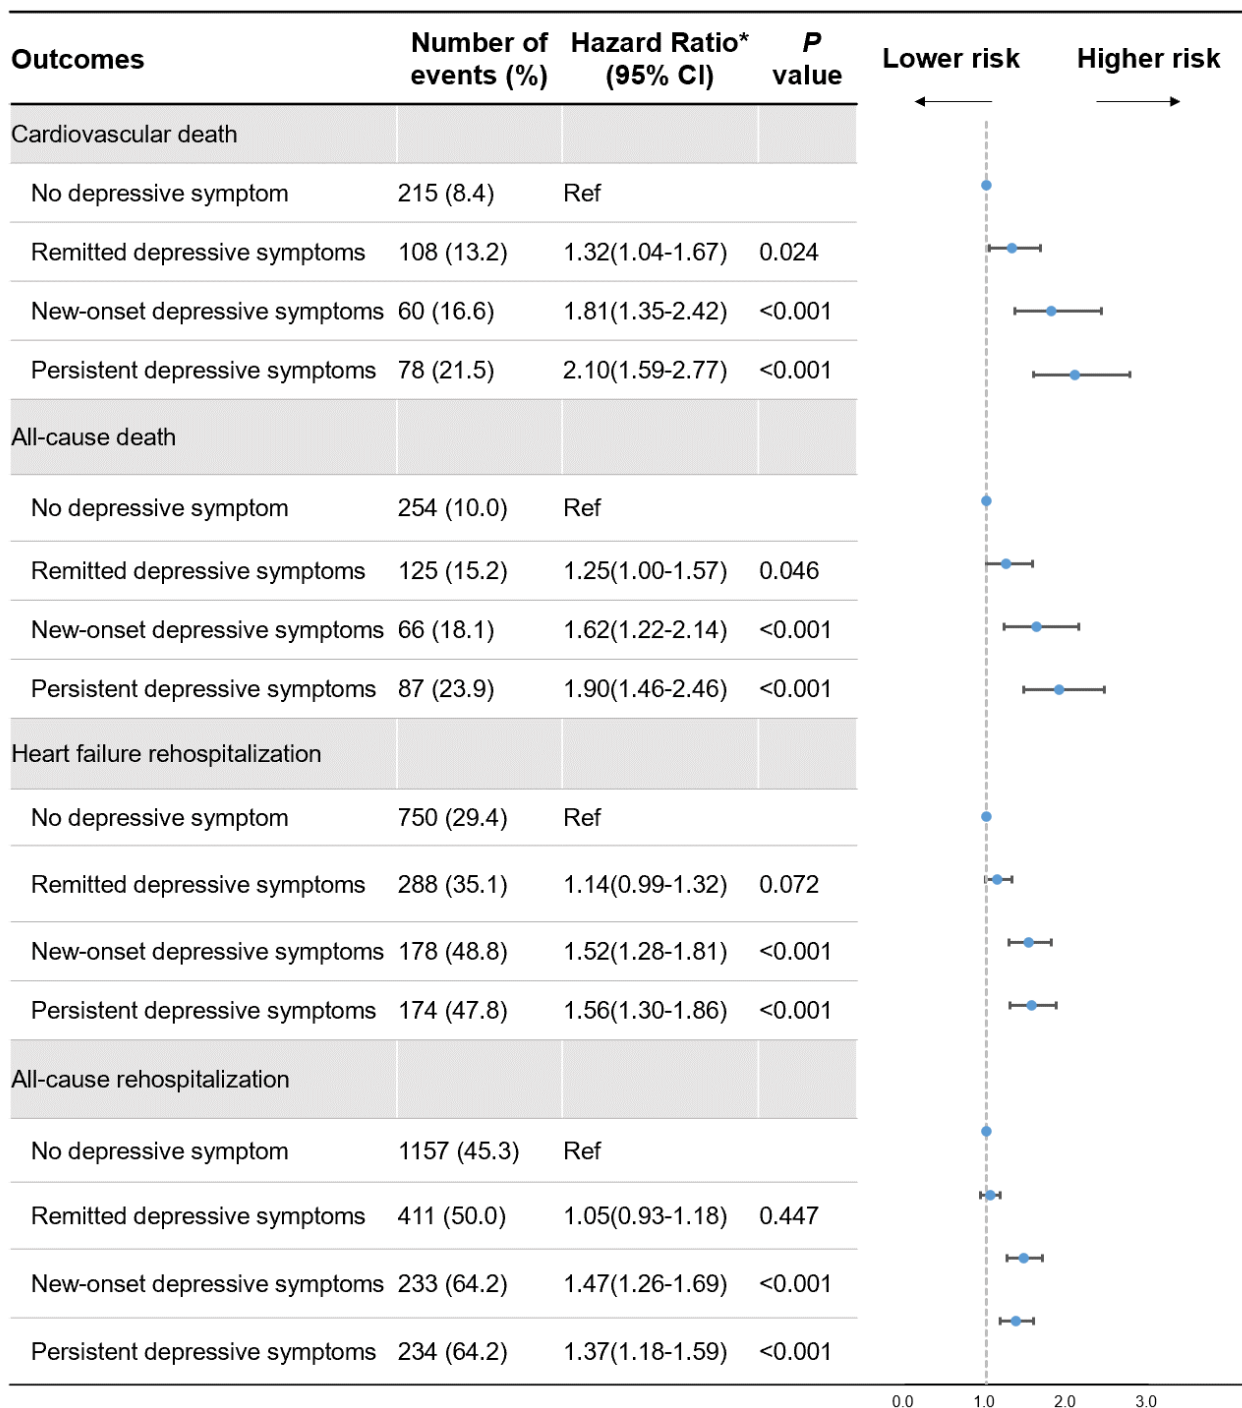 Outcomes Number of events (%) Hazard Ratio* (95% CI) P value Lower risk Higher risk
Cardiovascular death
No depressive symptom 215 (8.4) Ref
Remitted depressive symptoms 108 (13.2) 1.32(1.04-1.67) 0.024
New-onset depressive symptoms 60 (16.6) 1.81(1.35-2.42) <0.001
Persistent depressive symptoms 78 (21.5) 2.10(1.59-2.77) <0.001
All-cause death
No depressive symptom 254 (10.0) Ref
Remitted depressive symptoms 125 (15.2) 1.25(1.00-1.57) 0.046
New-onset depressive symptoms 66 (18.1) 1.62(1.22-2.14) <0.001
Persistent depressive symptoms 87 (23.9) 1.90(1.46-2.46) <0.001
Heart failure rehospitalization
No depressive symptom 750 (29.4) Ref
Remitted depressive symptoms 288 (35.1) 1.14(0.99-1.32) 0.072
New-onset depressive symptoms 178 (48.8) 1.52(1.28-1.81) <0.001
Persistent depressive symptoms 174 (47.8) 1.56(1.30-1.86) <0.001
All-cause rehospitalization
No depressive symptom 1157 (45.3) Ref
Remitted depressive symptoms 411 (50.0) 1.05(0.93-1.18) 0.447
New-onset depressive symptoms 233 (64.2) 1.47(1.26-1.69) <0.001
Persistent depressive symptoms 234 (64.2) 1.37(1.18-1.59) <0.001
0.0 1.0 2.0 3.0